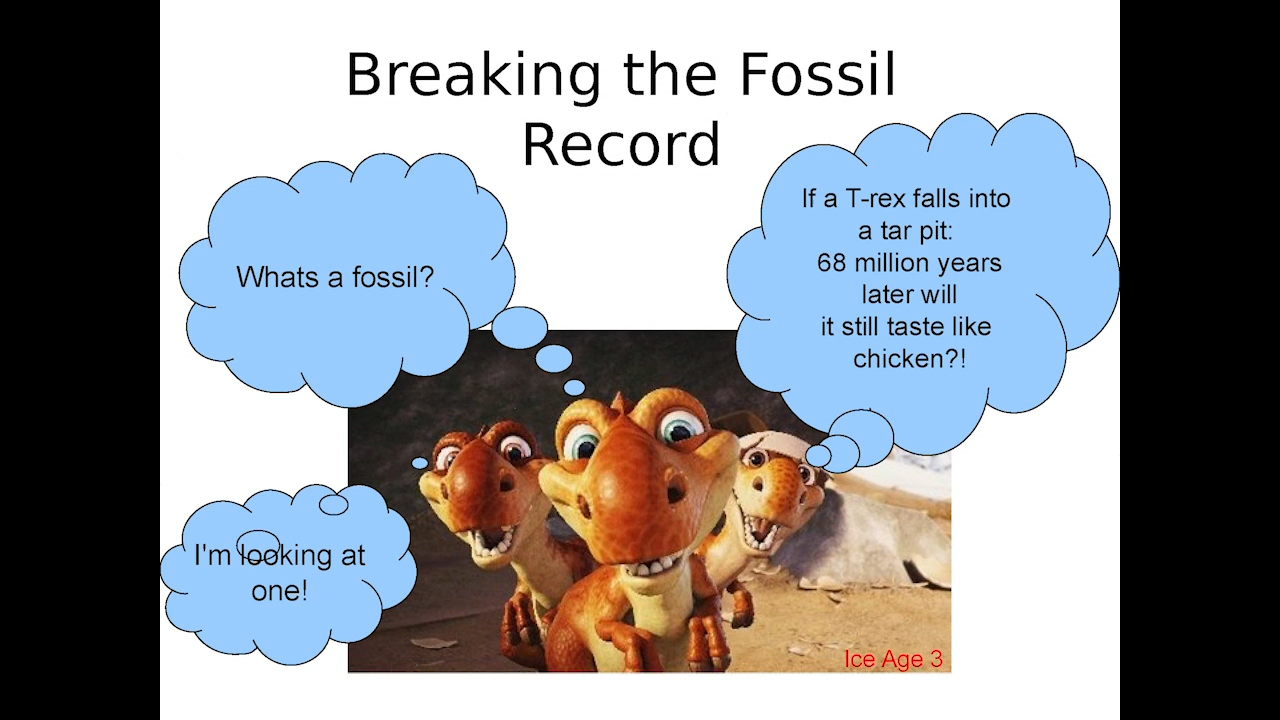 Breaking the Fossil
Record
Whats a fossil?
If a T-rex falls into
a tar pit:
68 million years
later will
it still taste like
chicken?!
I'm looking at
one!
Ice Age 3